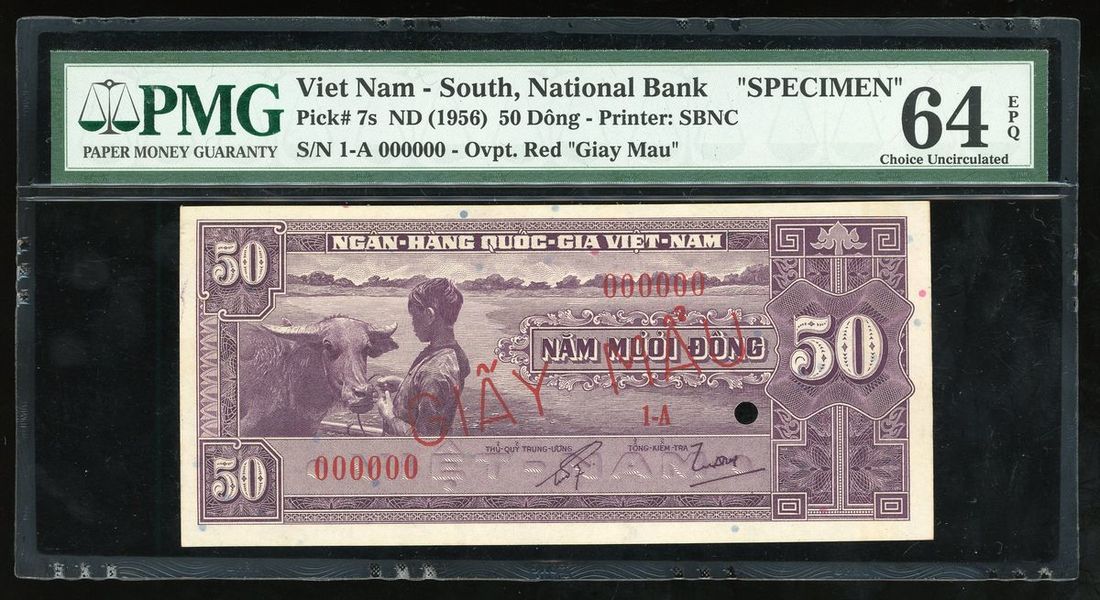 PMG
PAPER MONEY GUARANTY
Viet Nam - South, National Bank "SPECIMEN"
Pick# 7s ND (1956) 50 Dông - Printer: SBNC
S/N 1-A 000000 - Ovpt. Red "Giay Mau"
64
EPQ
Choice Uncirculated
50
NGÂN-HÀNG QUỐC-GIA VIỆT-NAM
000000
NĂM MƯƠI ĐỒNG
50
GIẤY MẪU
1-A
THỦ-QUỸ TRUNG-ƯƠNG
TỔNG-KIỂM-TRA
000000
50
VIỆT-NAM